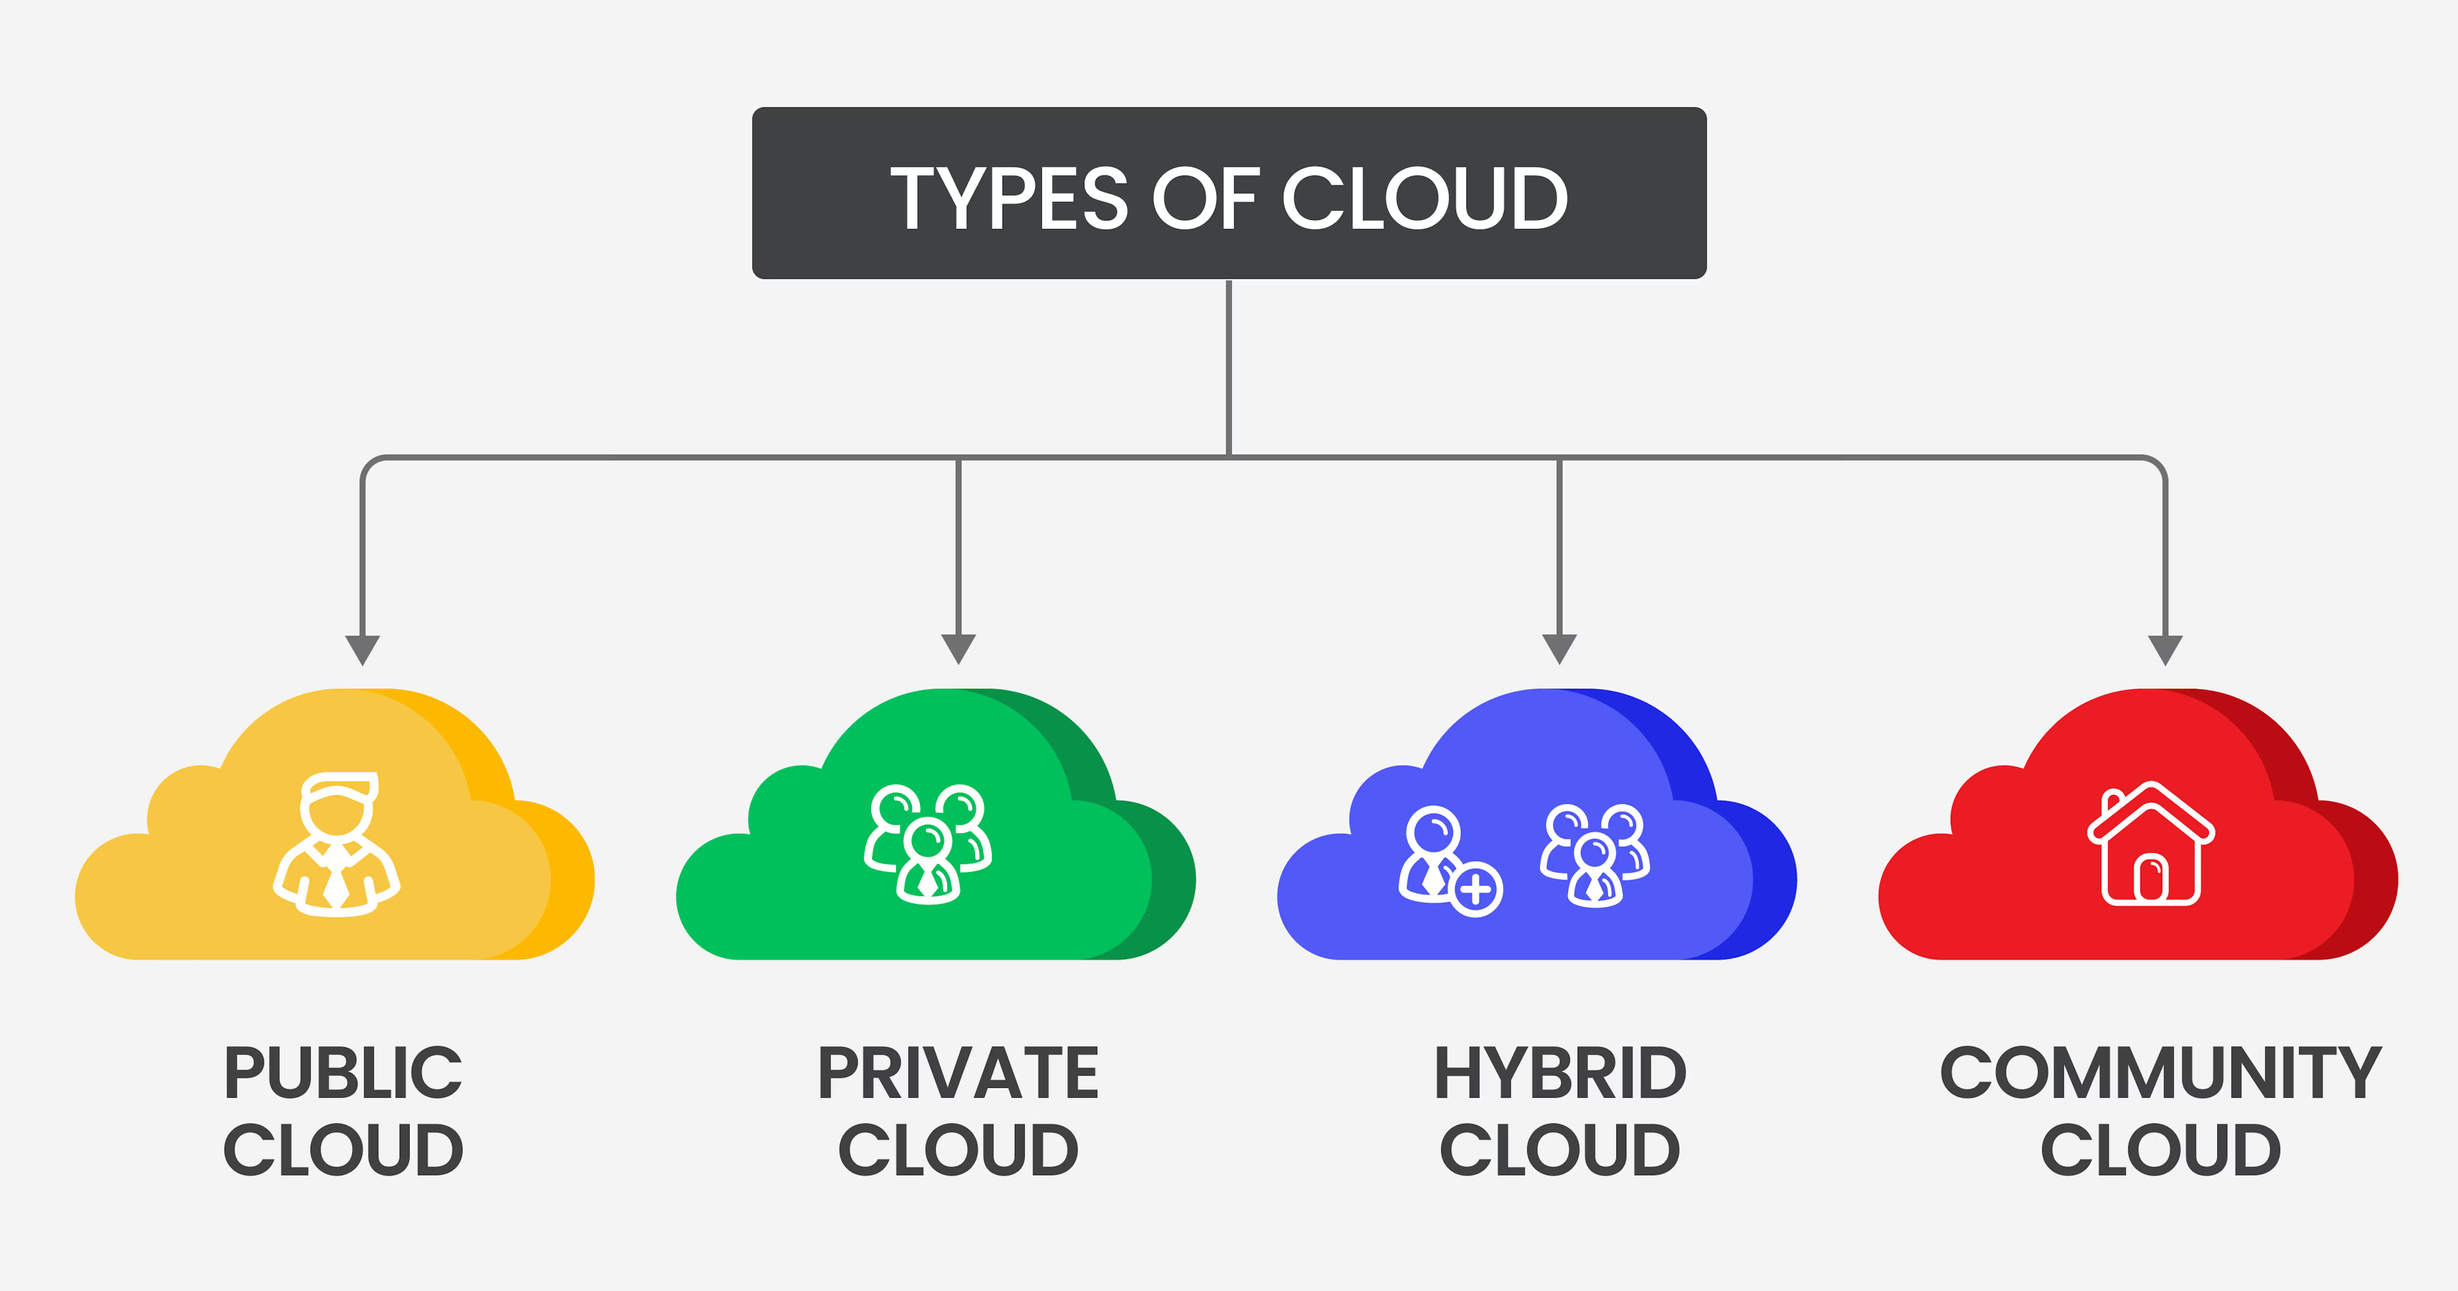 TYPES OF CLOUD
PUBLIC
CLOUD
PRIVATE
CLOUD
HYBRID
CLOUD
COMMUNITY
CLOUD